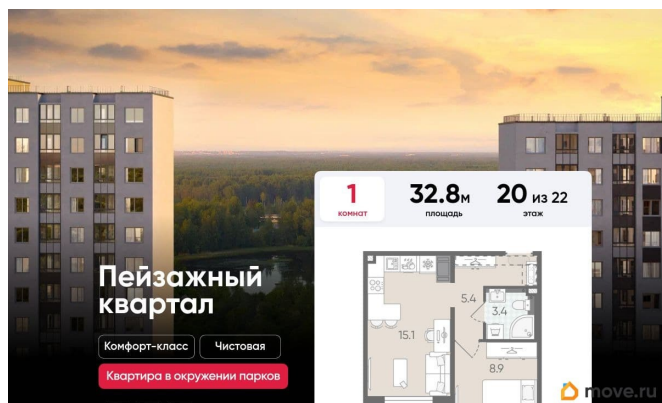 1
комнат
32.8м
площадь
20 из 22
этаж
Пейзажный
квартал
Комфорт-класс
Чистовая
Квартира в окружении парков
5.4
3.4
15.1
8.9
move.ru